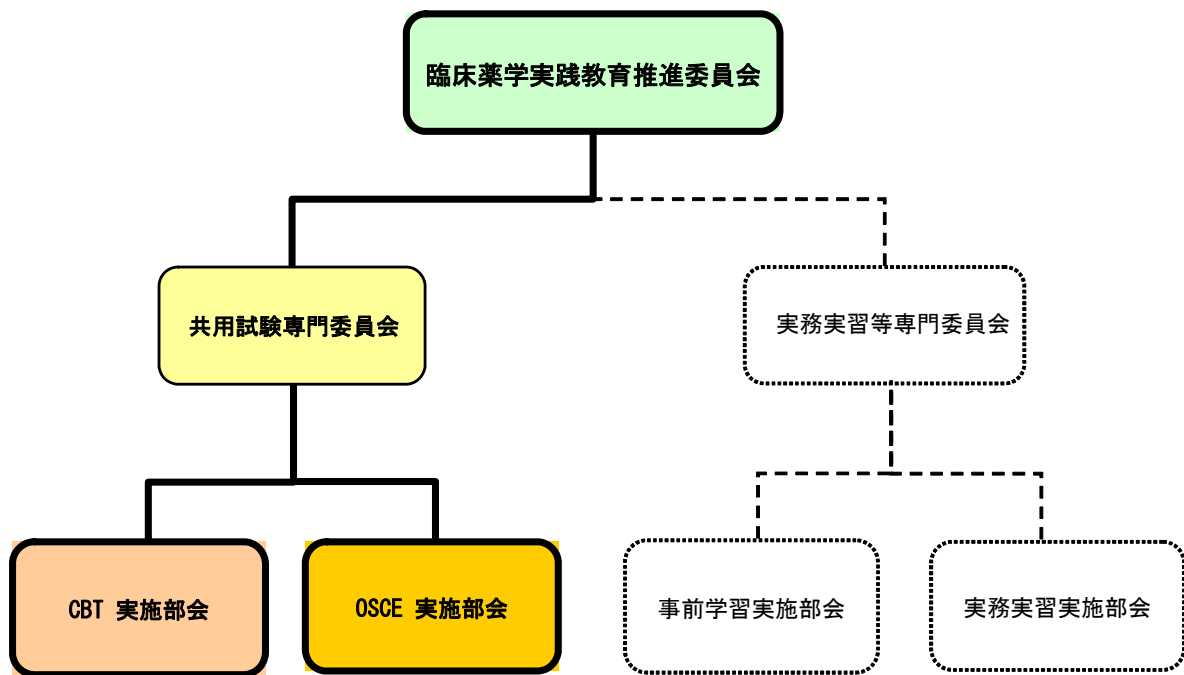 臨床薬学実践教育推進委員会
共用試験専門委員会
実務実習等専門委員会
CBT 実施部会
OSCE 実施部会
事前学習実施部会
実務実習実施部会